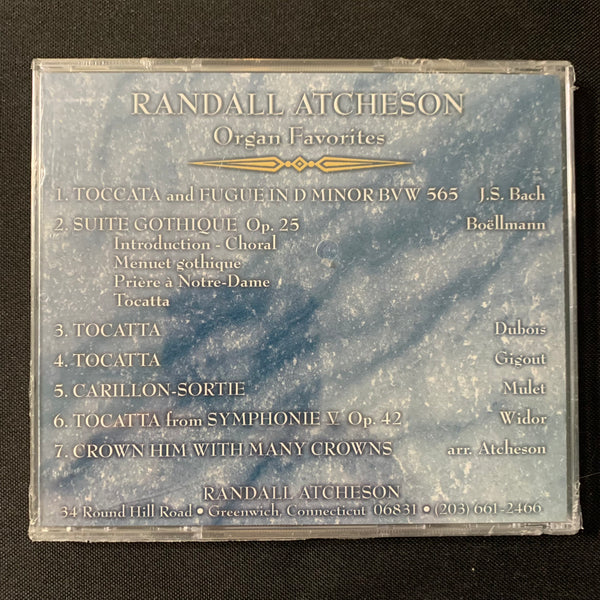 RANDALL ATCHESON
Organ Favorites
1. TOCCATA and FUGUE IN D MINOR BVW 565 J.S. Bach
2. SUITE GOTHIQUE Op. 25 Boëllmann
Introduction - Choral
Menuet gothique
Prière à Notre-Dame
Tocatta
3. TOCATTA Dubois
4. TOCATTA Gigout
5. CARILLON-SORTIE Mulet
6. TOCATTA from SYMPHONIE V Op. 42 Widor
7. CROWN HIM WITH MANY CROWNS arr. Atcheson
RANDALL ATCHESON
34 Round Hill Road • Greenwich, Connecticut 06831 • (203) 661-2466